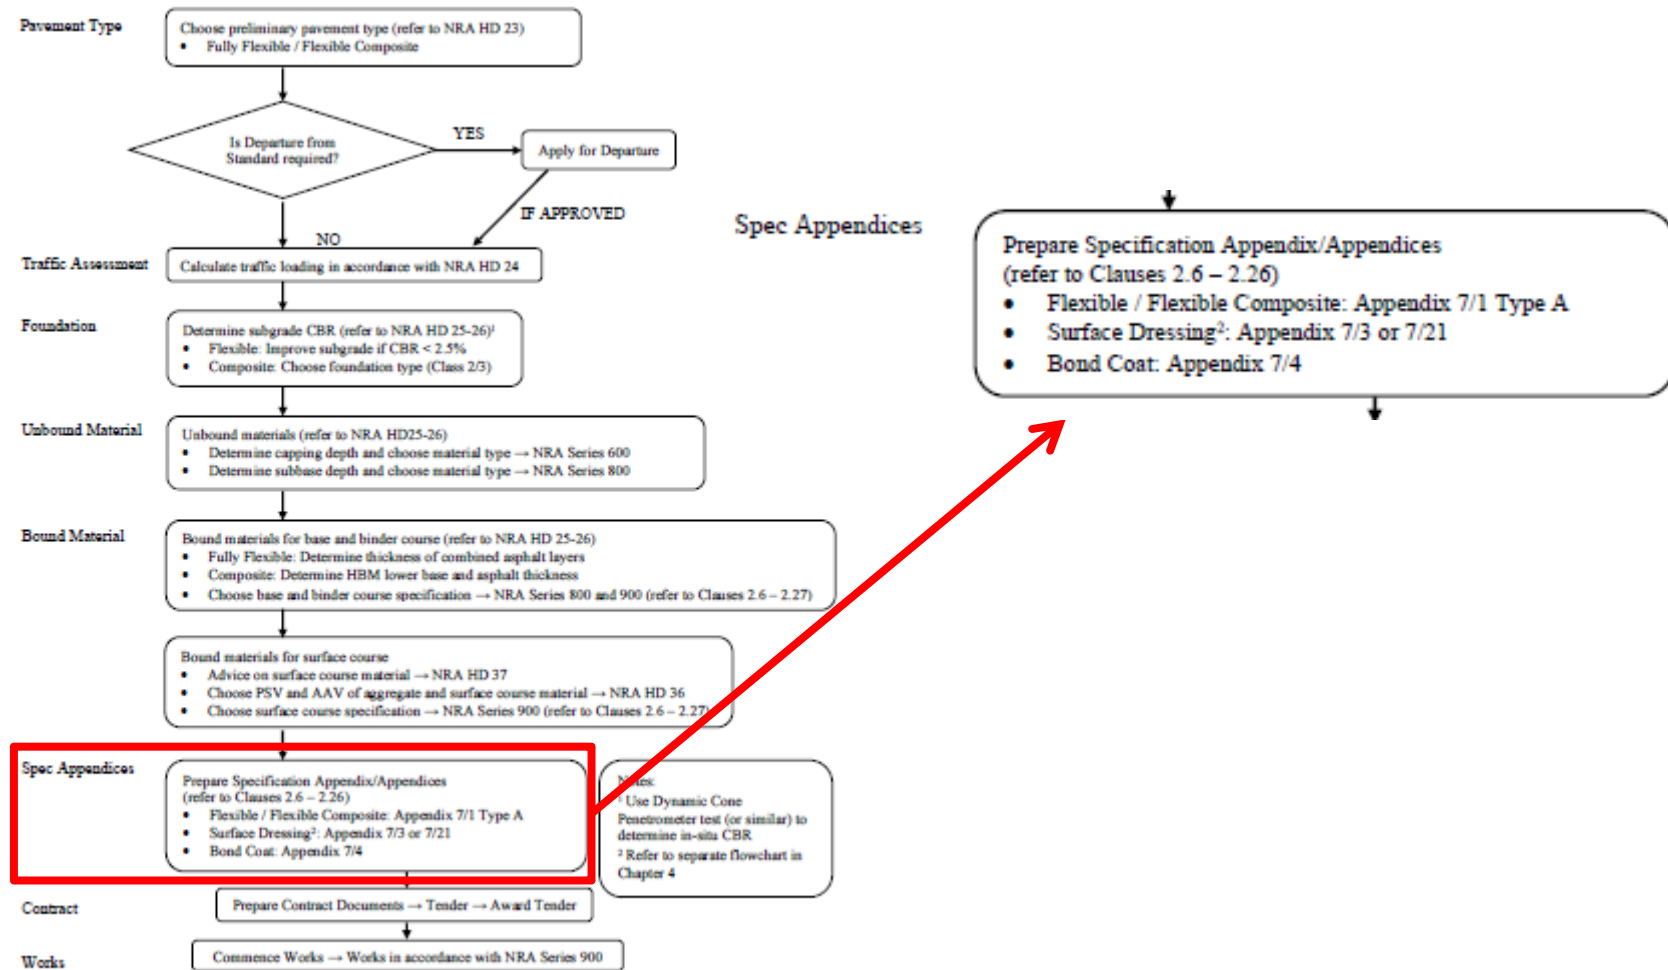 Pavement Type
Choose preliminary pavement type (refer to NRA HD 23)
• Fully Flexible / Flexible Composite
Is Departure from
Standard required?
YES
Apply for Departure
IF APPROVED
NO
Traffic Assessment
Calculate traffic loading in accordance with NRA HD 24
Foundation
Determine subgrade CBR (refer to NRA HD 25-26)¹
• Flexible: Improve subgrade if CBR < 2.5%
• Composite: Choose foundation type (Class 2/3)
Unbound Material
Unbound materials (refer to NRA HD25-26)
• Determine capping depth and choose material type → NRA Series 600
• Determine subbase depth and choose material type → NRA Series 800
Bound Material
Bound materials for base and binder course (refer to NRA HD 25-26)
• Fully Flexible: Determine thickness of combined asphalt layers
• Composite: Determine HBM lower base and asphalt thickness
• Choose base and binder course specification → NRA Series 800 and 900 (refer to Clauses 2.6 – 2.27)
Bound materials for surface course
• Advice on surface course material → NRA HD 37
• Choose PSV and AAV of aggregate and surface course material → NRA HD 36
• Choose surface course specification → NRA Series 900 (refer to Clauses 2.6 – 2.27)
Spec Appendices
Prepare Specification Appendix/Appendices
(refer to Clauses 2.6 – 2.26)
• Flexible / Flexible Composite: Appendix 7/1 Type A
• Surface Dressing²: Appendix 7/3 or 7/21
• Bond Coat: Appendix 7/4
Notes:
¹ Use Dynamic Cone
Penetrometer test (or similar) to
determine in-situ CBR
² Refer to separate flowchart in
Chapter 4
Contract
Prepare Contract Documents → Tender → Award Tender
Works
Commence Works → Works in accordance with NRA Series 900
Spec Appendices
Prepare Specification Appendix/Appendices
(refer to Clauses 2.6 – 2.26)
• Flexible / Flexible Composite: Appendix 7/1 Type A
• Surface Dressing²: Appendix 7/3 or 7/21
• Bond Coat: Appendix 7/4